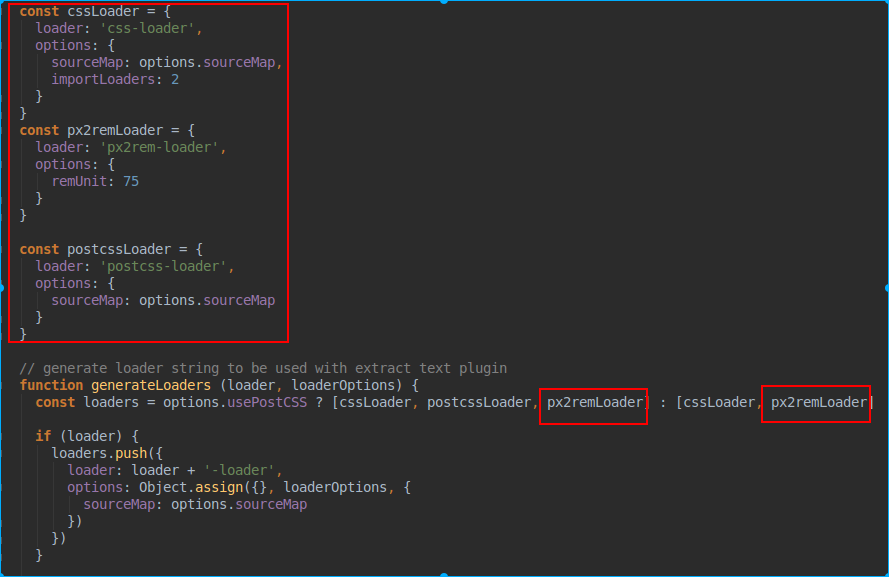 const cssLoader = {
  loader: 'css-loader',
  options: {
    sourceMap: options.sourceMap,
    importLoaders: 2
  }
}
const px2remLoader = {
  loader: 'px2rem-loader',
  options: {
    remUnit: 75
  }
}
const postcssLoader = {
  loader: 'postcss-loader',
  options: {
    sourceMap: options.sourceMap
  }
}
// generate loader string to be used with extract text plugin
function generateLoaders (loader, loaderOptions) {
  const loaders = options.usePostCSS ? [cssLoader, postcssLoader, px2remLoader] : [cssLoader, px2remLoader]
  if (loader) {
    loaders.push({
      loader: loader + '-loader',
      options: Object.assign({}, loaderOptions, {
        sourceMap: options.sourceMap
      })
    })
  }